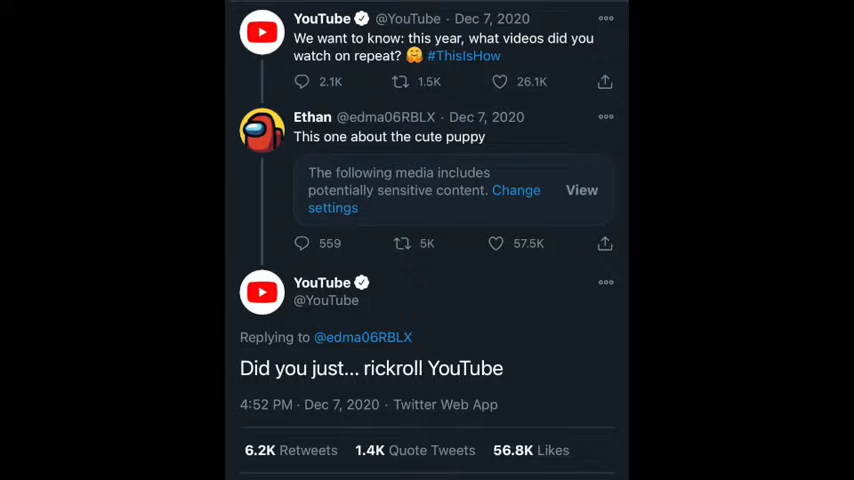 YouTube @YouTube · Dec 7, 2020
We want to know: this year, what videos did you
watch on repeat? 🤗 #ThisIsHow
2.1K 1.5K 26.1K
Ethan @edma06RBLX · Dec 7, 2020
This one about the cute puppy
The following media includes
potentially sensitive content. Change
settings
View
559 5K 57.5K
YouTube
@YouTube
Replying to @edma06RBLX
Did you just... rickroll YouTube
4:52 PM · Dec 7, 2020 · Twitter Web App
6.2K Retweets 1.4K Quote Tweets 56.8K Likes